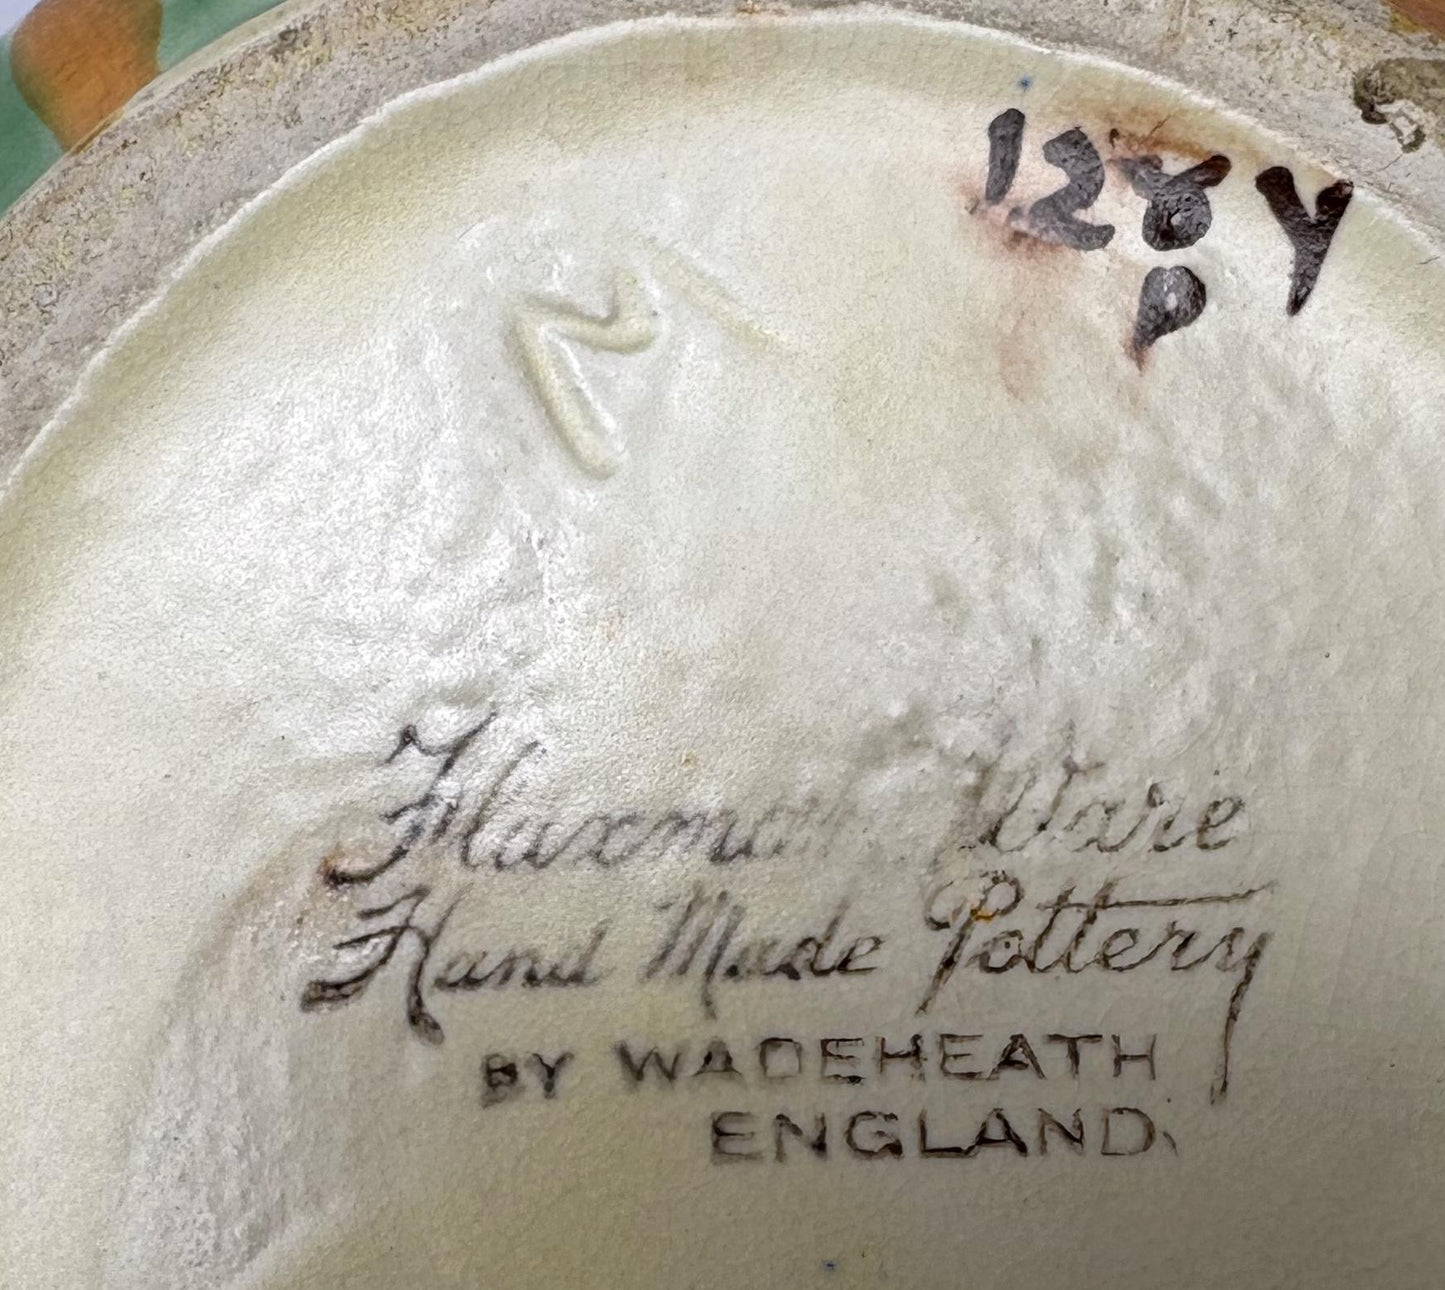 128Y
P
M
Flaxman Ware
Hand Made Pottery
BY WADEHEATH
ENGLAND.